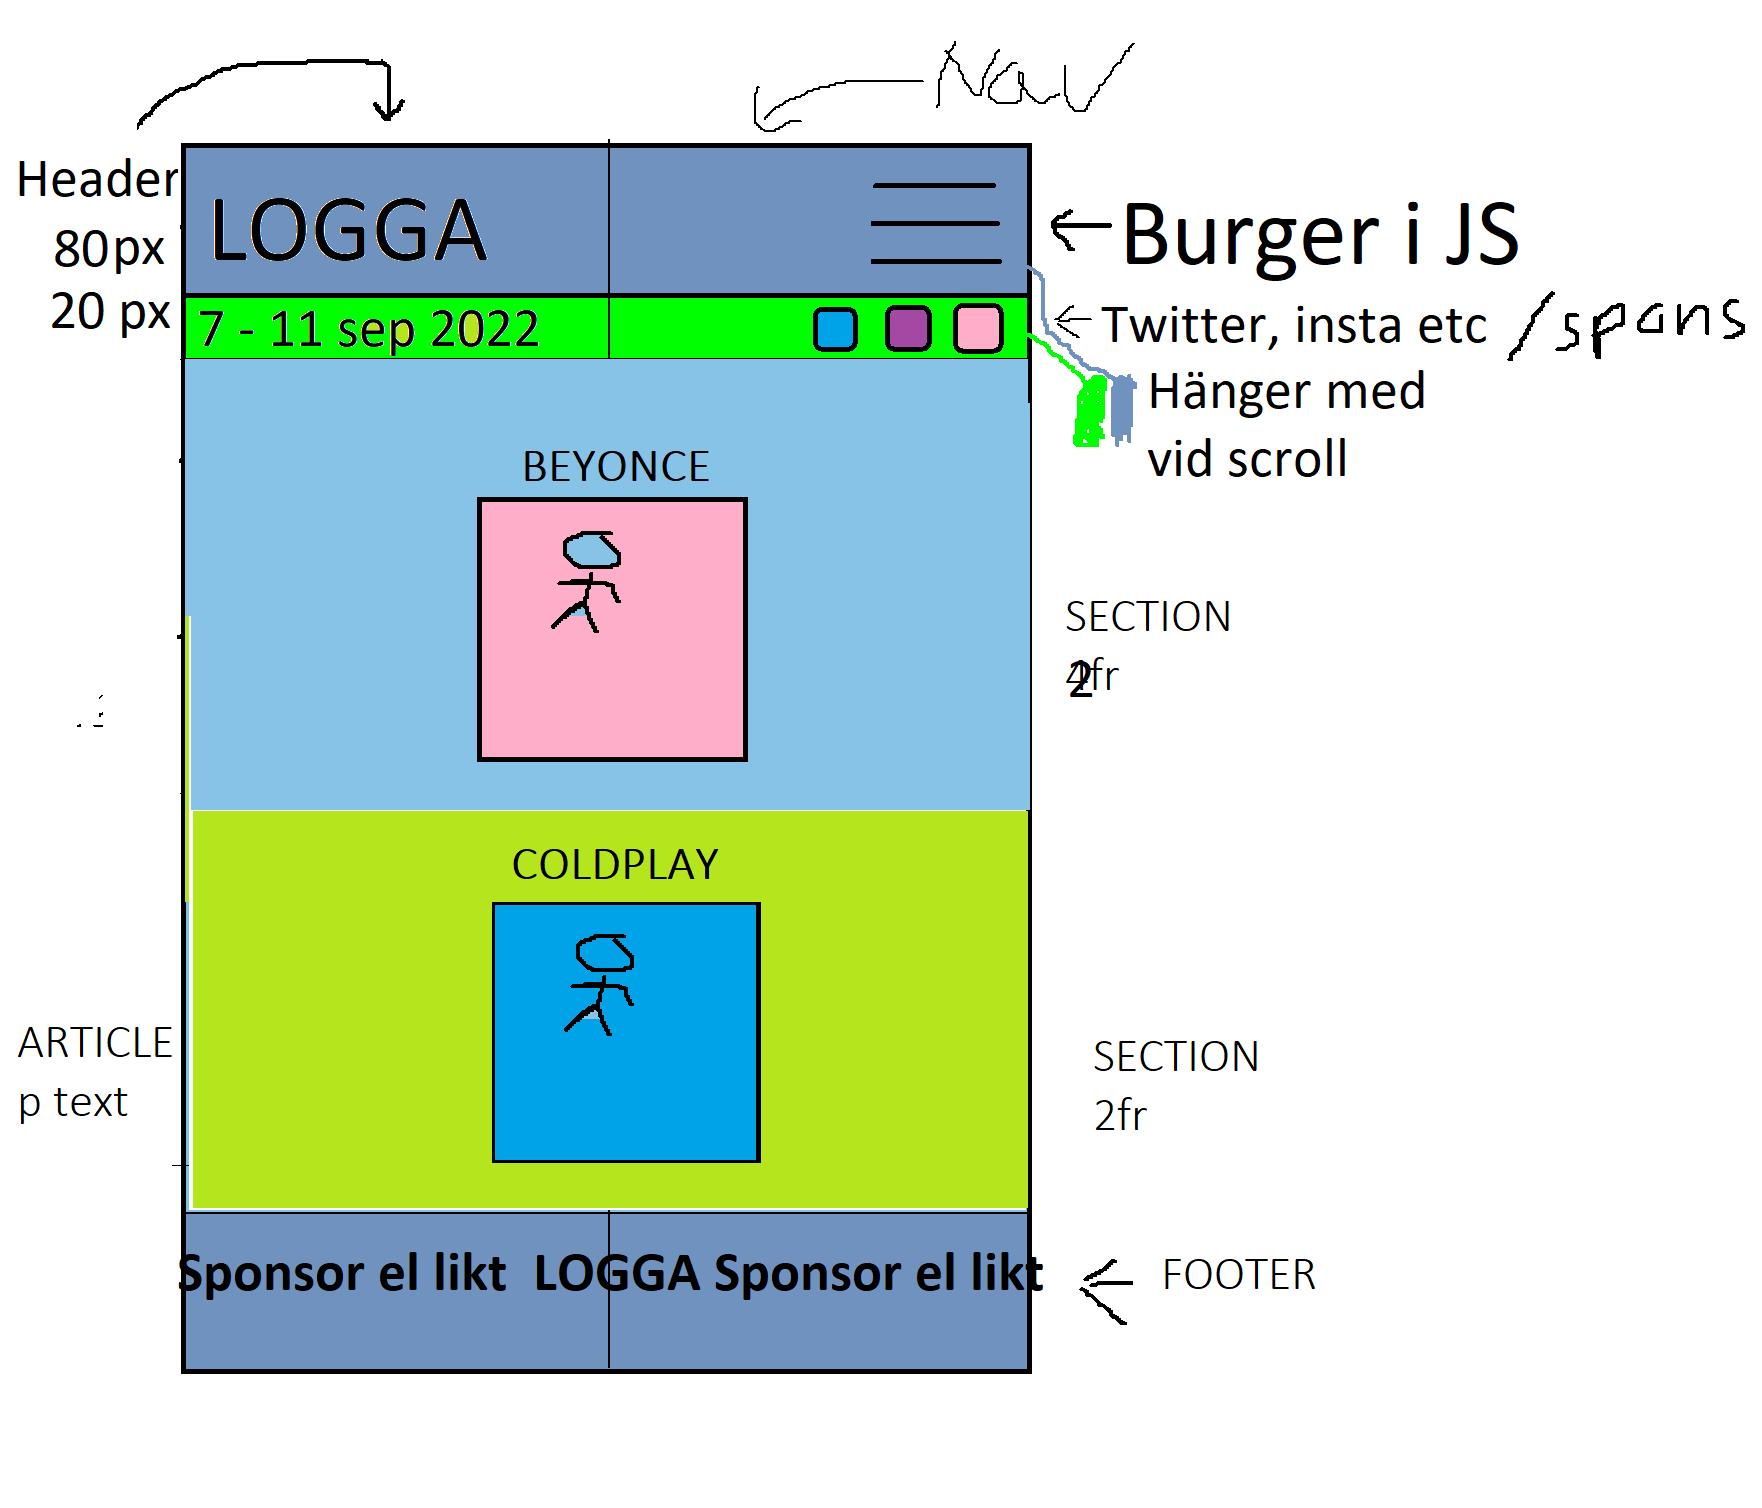 Nav
Header
80px
20 px
LOGGA
Burger i JS
7 - 11 sep 2022
Twitter, insta etc /spans
Hänger med
vid scroll
BEYONCE
SECTION
2fr
COLDPLAY
ARTICLE
p text
SECTION
2fr
Sponsor el likt LOGGA Sponsor el likt
FOOTER